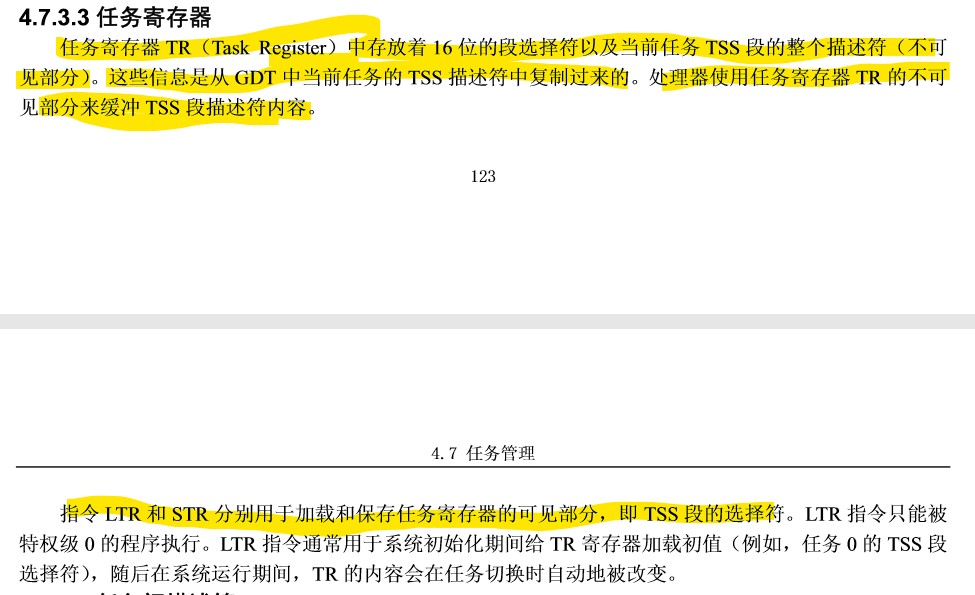 4.7.3.3 任务寄存器
任务寄存器 TR（Task Register）中存放着 16 位的段选择符以及当前任务 TSS 段的整个描述符（不可
见部分）。这些信息是从 GDT 中当前任务的 TSS 描述符中复制过来的。处理器使用任务寄存器 TR 的不可
见部分来缓冲 TSS 段描述符内容。
123
4.7 任务管理
指令 LTR 和 STR 分别用于加载和保存任务寄存器的可见部分，即 TSS 段的选择符。LTR 指令只能被
特权级 0 的程序执行。LTR 指令通常用于系统初始化期间给 TR 寄存器加载初值（例如，任务 0 的 TSS 段
选择符），随后在系统运行期间，TR 的内容会在任务切换时自动地被改变。